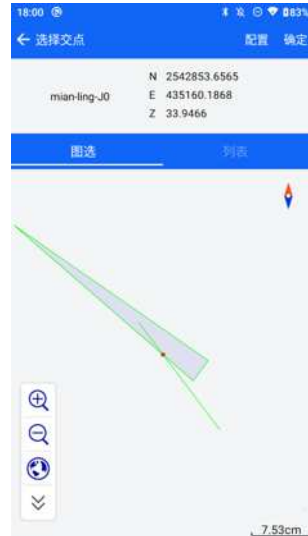 18:00
83%
选择交点 配置 确定
mian-ling-J0
N 2542853.6565
E 435160.1868
Z 33.9466
图选 列表
7.53cm